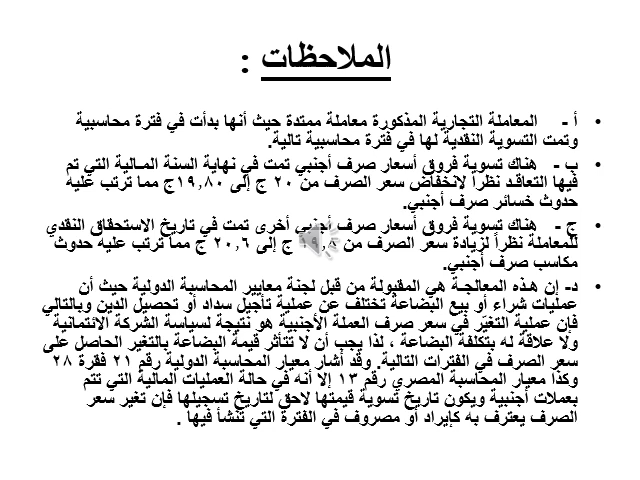 الملاحظات :
• أ - المعاملة التجارية المذكورة معاملة ممتدة حيث أنها بدأت في فترة محاسبية
وتمت التسوية النقدية لها في فترة محاسبية تالية.
• ب - هناك تسوية فروق أسعار صرف أجنبي تمت في نهاية السنة المالية التي تم
فيها التعاقد نظراً لانخفاض سعر الصرف من ٢٠ ج إلى ١٩,٨٠ج مما ترتب عليه
حدوث خسائر صرف أجنبي.
• ج - هناك تسوية فروق أسعار صرف أجنبي أخرى تمت في تاريخ الاستحقاق النقدي
للمعاملة نظراً لزيادة سعر الصرف من ج إلى ٢٠,٦ ج مما ترتب عليه حدوث
مكاسب صرف أجنبي.
• د- إن هذه المعالجة هي المقبولة من قبل لجنة معايير المحاسبة الدولية حيث أن
عمليات شراء أو بيع البضاعة تختلف عن عملية تأجيل سداد أو تحصيل الدين وبالتالي
فإن عملية التغير في سعر صرف العملة الأجنبية هو نتيجة لسياسة الشركة الائتمانية
ولا علاقة له بتكلفة البضاعة ، لذا يجب أن لا تتأثر قيمة البضاعة بالتغير الحاصل على
سعر الصرف في الفترات التالية. وقد أشار معيار المحاسبة الدولية رقم ٢١ فقرة ٢٨
وكذا معيار المحاسبة المصري رقم ١٣ إلا أنه في حالة العمليات المالية التي تتم
بعملات أجنبية ويكون تاريخ تسوية قيمتها لاحق لتاريخ تسجيلها فإن تغير سعر
الصرف يعترف به كإيراد أو مصروف في الفترة التي تنشأ فيها .